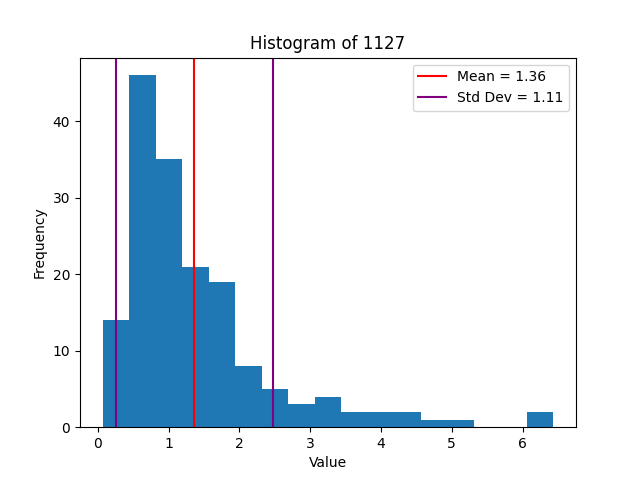 Histogram of 1127
Mean = 1.36
Std Dev = 1.11
Frequency
40
30
20
10
0
0 1 2 3 4 5 6
Value